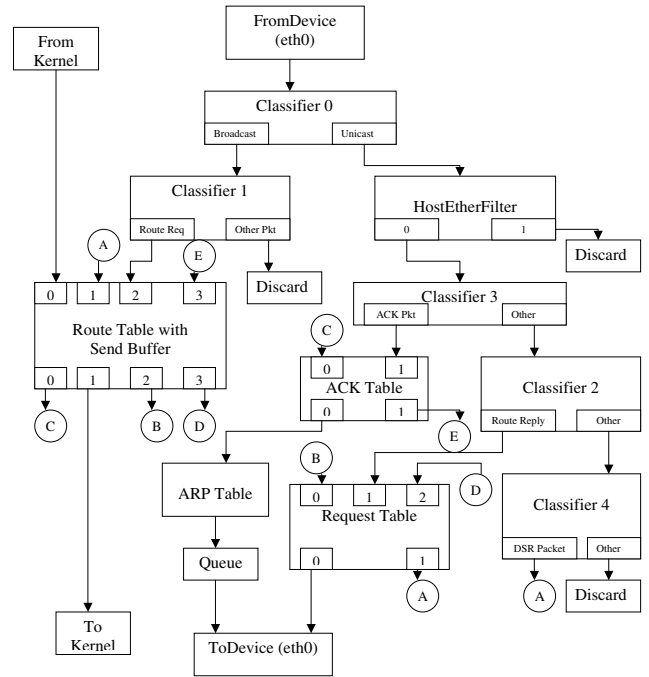 FromDevice
(eth0)
From
Kernel
Classifier 0
Broadcast
Unicast
Classifier 1
Route Req
Other Pkt
HostEtherFilter
0
1
A
E
Discard
Discard
0
1
2
3
Route Table with
Send Buffer
0
1
2
3
C
B
D
Classifier 3
ACK Pkt
Other
C
0
1
ACK Table
0
1
E
Classifier 2
Route Reply
Other
B
D
0
1
2
Request Table
0
1
A
ARP Table
Queue
Classifier 4
DSR Packet
Other
A
Discard
To
Kernel
ToDevice (eth0)